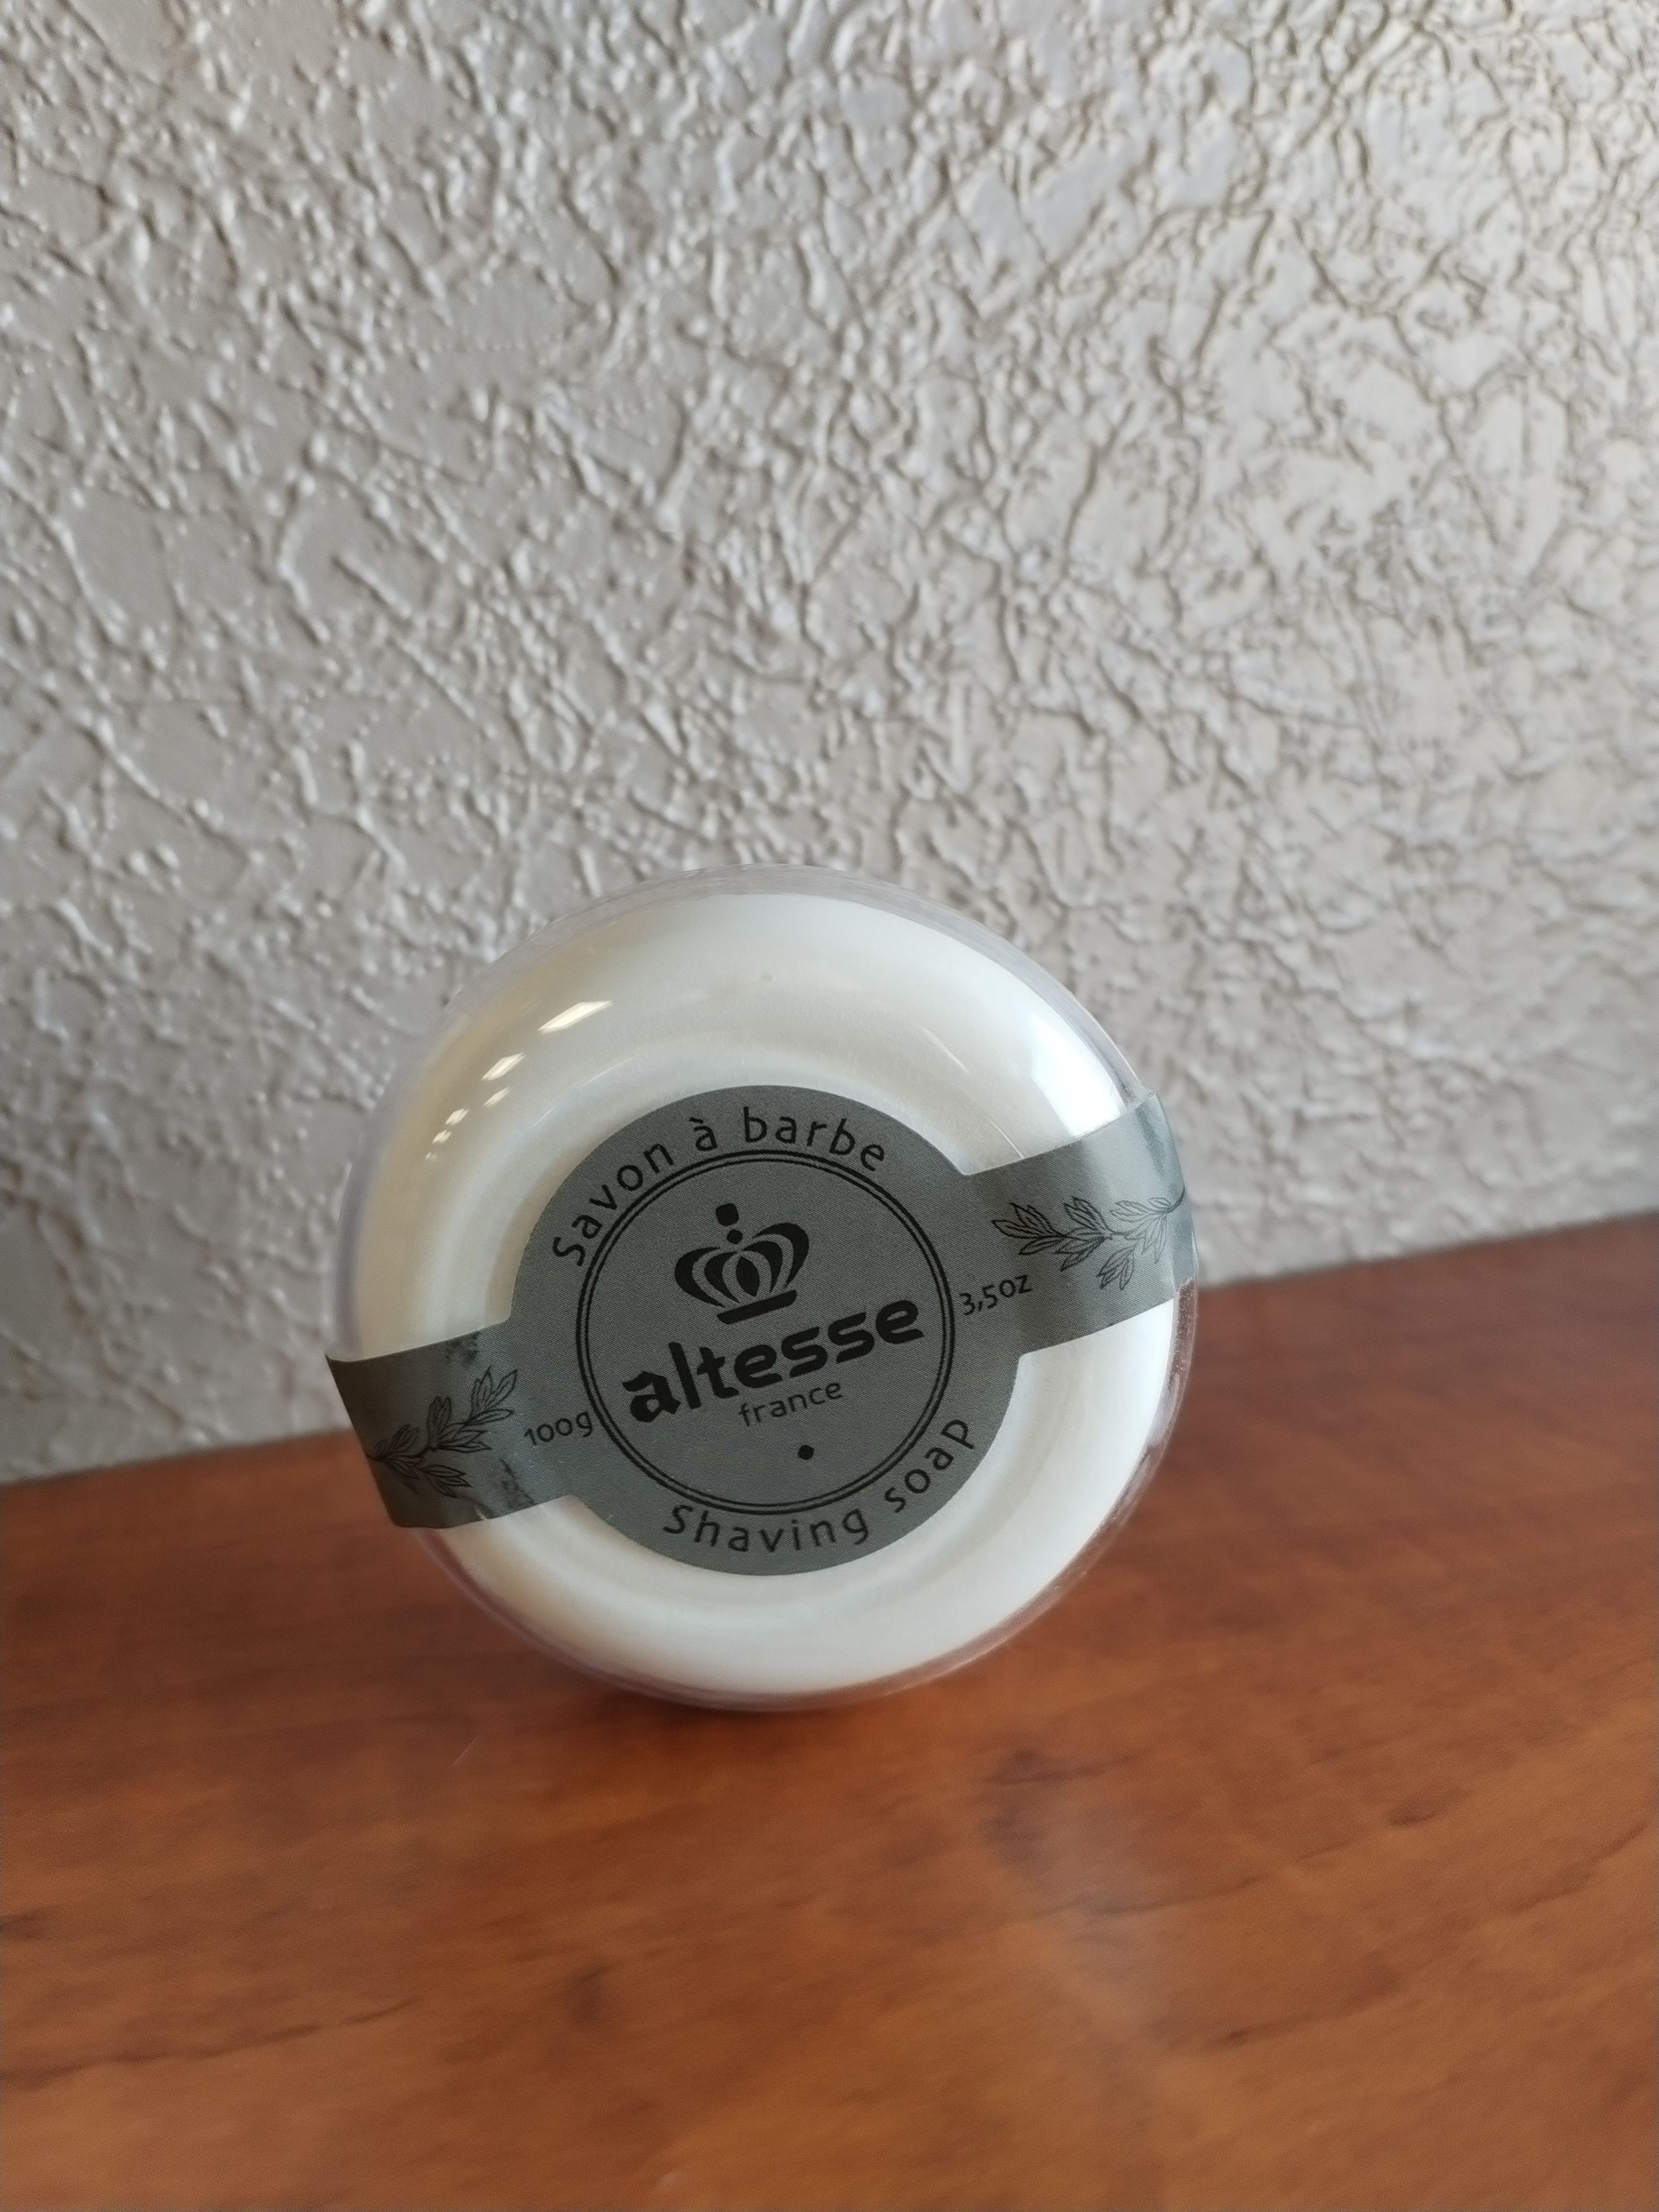 Savon à barbe
altesse
france
100g
3,5oz
Shaving soap